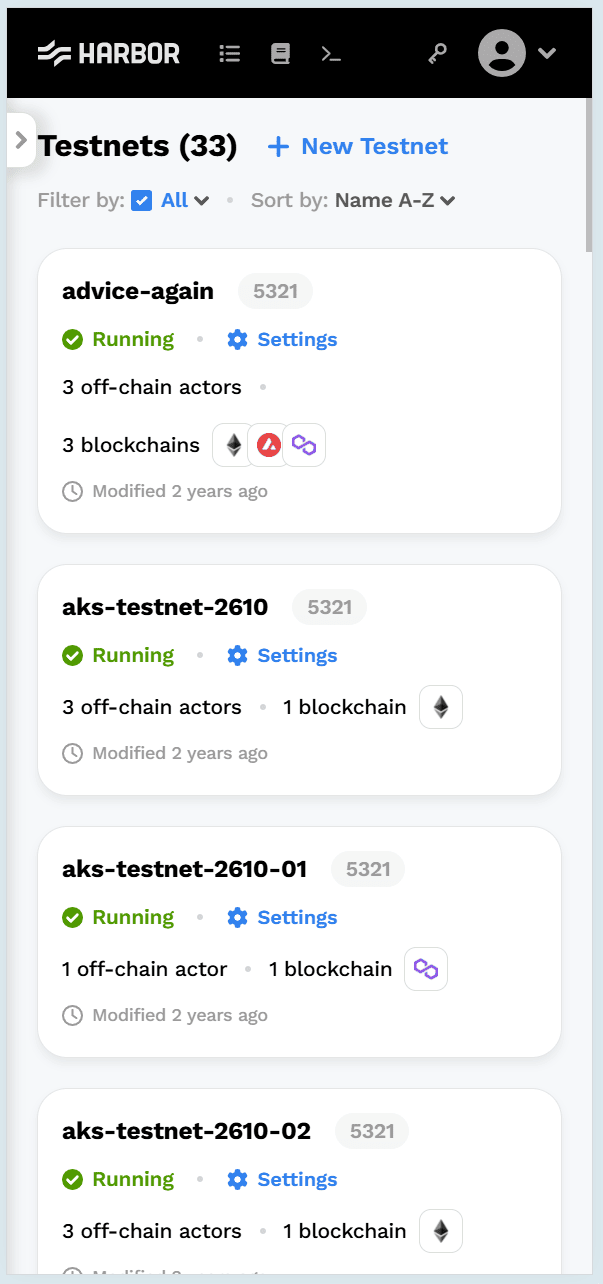 HARBOR
Testnets (33) + New Testnet
Filter by: All • Sort by: Name A-Z
advice-again 5321
Running • Settings
3 off-chain actors •
3 blockchains
Modified 2 years ago
aks-testnet-2610 5321
Running • Settings
3 off-chain actors • 1 blockchain
Modified 2 years ago
aks-testnet-2610-01 5321
Running • Settings
1 off-chain actor • 1 blockchain
Modified 2 years ago
aks-testnet-2610-02 5321
Running • Settings
3 off-chain actors • 1 blockchain